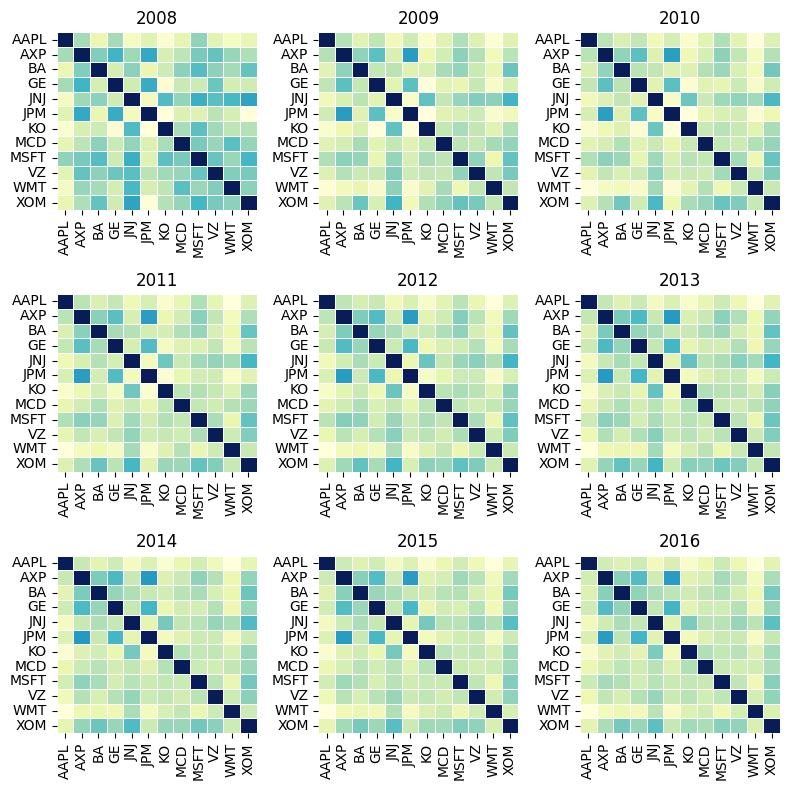 2008 2009 2010
AAPL AAPL AAPL
AXP AXP AXP
BA BA BA
GE GE GE
JNJ JNJ JNJ
JPM JPM JPM
KO KO KO
MCD MCD MCD
MSFT MSFT MSFT
VZ VZ VZ
WMT WMT WMT
XOM XOM XOM
AAPL AXP BA GE JNJ JPM KO MCD MSFT VZ WMT XOM AAPL AXP BA GE JNJ JPM KO MCD MSFT VZ WMT XOM AAPL AXP BA GE JNJ JPM KO MCD MSFT VZ WMT XOM
2011 2012 2013
AAPL AAPL AAPL
AXP AXP AXP
BA BA BA
GE GE GE
JNJ JNJ JNJ
JPM JPM JPM
KO KO KO
MCD MCD MCD
MSFT MSFT MSFT
VZ VZ VZ
WMT WMT WMT
XOM XOM XOM
AAPL AXP BA GE JNJ JPM KO MCD MSFT VZ WMT XOM AAPL AXP BA GE JNJ JPM KO MCD MSFT VZ WMT XOM AAPL AXP BA GE JNJ JPM KO MCD MSFT VZ WMT XOM
2014 2015 2016
AAPL AAPL AAPL
AXP AXP AXP
BA BA BA
GE GE GE
JNJ JNJ JNJ
JPM JPM JPM
KO KO KO
MCD MCD MCD
MSFT MSFT MSFT
VZ VZ VZ
WMT WMT WMT
XOM XOM XOM
AAPL AXP BA GE JNJ JPM KO MCD MSFT VZ WMT XOM AAPL AXP BA GE JNJ JPM KO MCD MSFT VZ WMT XOM AAPL AXP BA GE JNJ JPM KO MCD MSFT VZ WMT XOM